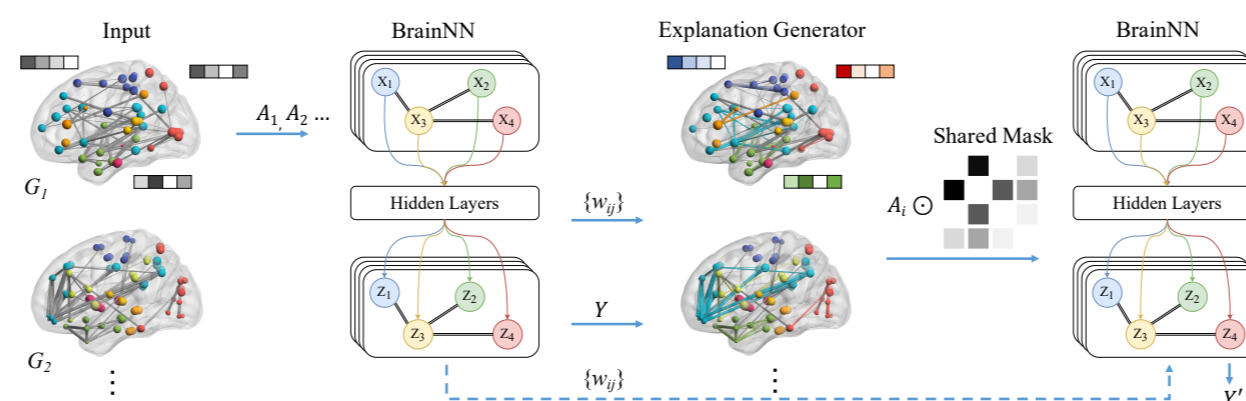 Input
BrainNN
Explanation Generator
BrainNN
G1
A1, A2 ...
X1
X2
X3
X4
Hidden Layers
Z1
Z2
Z3
Z4
G2
⋮
{wij}
Y
{wij}
⋮
Shared Mask
Ai ⊙
X1
X2
X3
X4
Hidden Layers
Z1
Z2
Z3
Z4
Y′